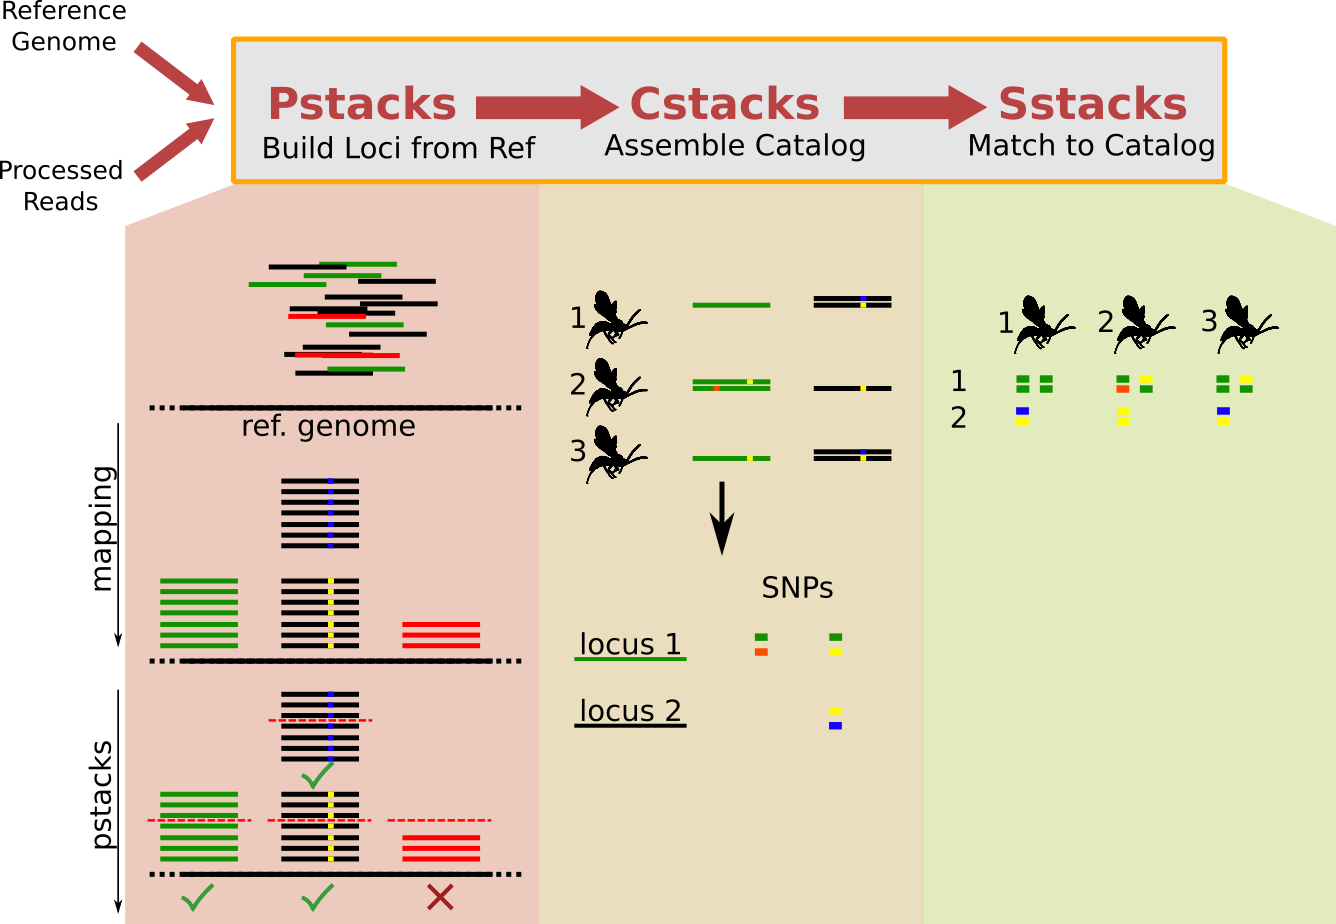 Reference
Genome
Processed
Reads
Pstacks
Build Loci from Ref
Cstacks
Assemble Catalog
Sstacks
Match to Catalog
ref. genome
mapping
pstacks
1
2
3
SNPs
locus 1
locus 2
1 2 3
1
2